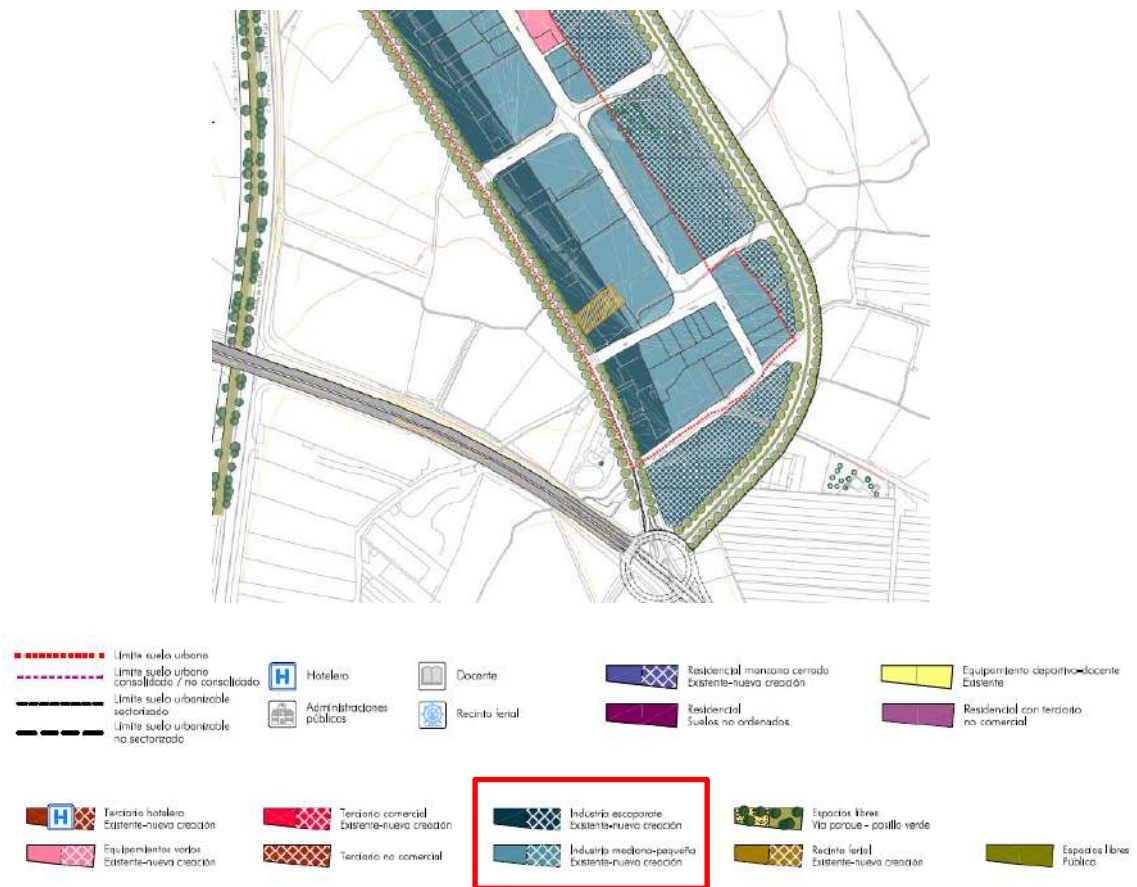 Límite suelo urbano
Límite suelo urbano
consolidado / no consolidado
Límite suelo urbanizable
sectorizado
Límite suelo urbanizable
no sectorizado
H
Hotelero
Administraciones
públicos
Docente
Recinto ferial
Residencial manzana cerrada
Existente-nueva creación
Residencial
Suelos no ordenados
Equipamiento deportivo-docente
Existente
Residencial con terciario
no comercial
H
Terciario hotelero
Existente-nueva creación
Equipamientos varios
Existente-nueva creación
Terciario comercial
Existente-nueva creación
Terciario no comercial
Industria escaparate
Existente-nueva creación
Industria mediana-pequeña
Existente-nueva creación
Espacios libres
Vía parque - pasillo verde
Recinto ferial
Existente-nueva creación
Espacios libres
Público